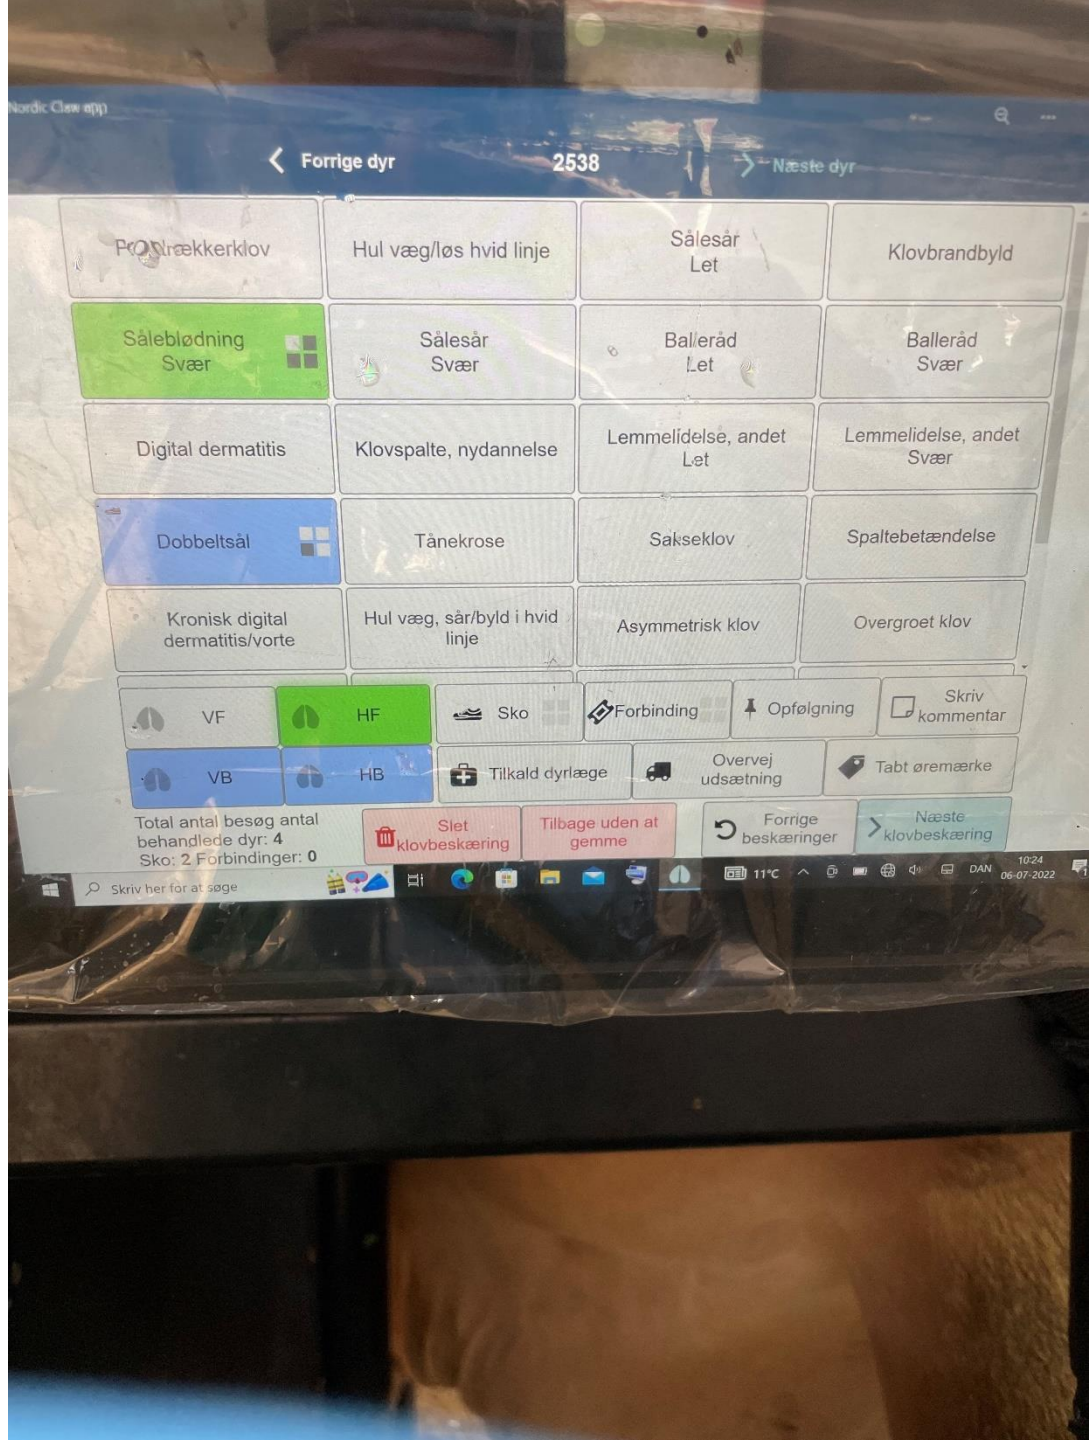 Nordic Claw app
Forrige dyr
2538
Næste dyr
Hul væg/løs hvid linje
Sålesår
Let
Klovbrandbyld
Såleblødning
Svær
Sålesår
Svær
Balleråd
Let
Balleråd
Svær
Digital dermatitis
Klovspalte, nydannelse
Lemmelidelse, andet
Let
Lemmelidelse, andet
Svær
Dobbeltsål
Tånekrose
Sakseklov
Spaltebetændelse
Kronisk digital
dermatitis/vorte
Hul væg, sår/byld i hvid
linje
Asymmetrisk klov
Overgroet klov
VF
HF
Sko
Forbinding
Opfølgning
Skriv
kommentar
VB
HB
Tilkald dyrlæge
Overvej
udsætning
Tabt øremærke
Total antal besøg antal
behandlede dyr: 4
Sko: 2 Forbindinger: 0
Slet
klovbeskæring
Tilbage uden at
gemme
Forrige
beskæringer
Næste
klovbeskæring
Skriv her for at søge
11°C
DAN
10:24
06-07-2022